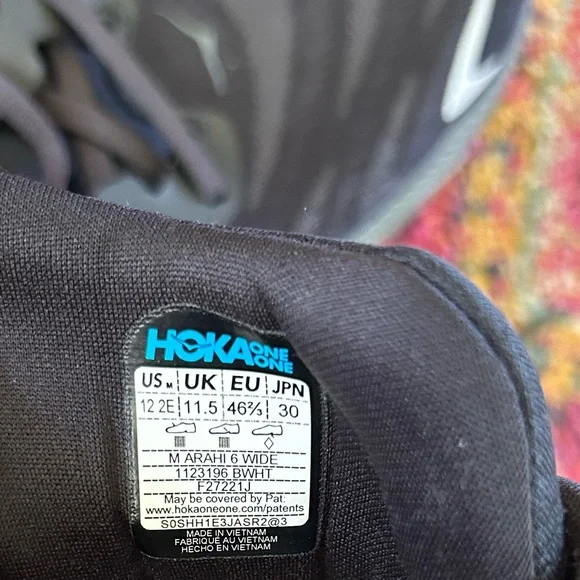 HOKA ONE ONE
US M UK EU JPN
12 2E 11.5 46⅔ 30
M ARAHI 6 WIDE
1123196 BWHT
F27221J
May be covered by Pat:
www.hokaoneone.com/patents
S0SHH1E3JASR2@3
MADE IN VIETNAM
FABRIQUÉ AU VIETNAM
HECHO EN VIETNAM